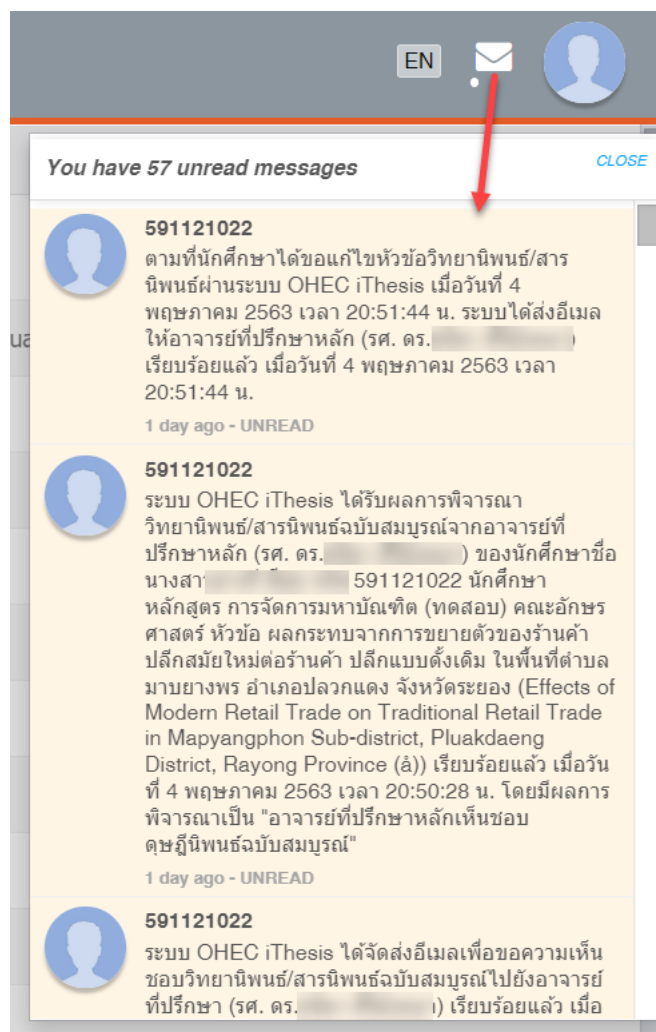 EN
You have 57 unread messages
CLOSE
591121022
ตามที่นักศึกษาได้ขอแก้ไขหัวข้อวิทยานิพนธ์/สาร
นิพนธ์ผ่านระบบ OHEC iThesis เมื่อวันที่ 4
พฤษภาคม 2563 เวลา 20:51:44 น. ระบบได้ส่งอีเมล
ให้อาจารย์ที่ปรึกษาหลัก (รศ. ดร. )
เรียบร้อยแล้ว เมื่อวันที่ 4 พฤษภาคม 2563 เวลา
20:51:44 น.
1 day ago - UNREAD
591121022
ระบบ OHEC iThesis ได้รับผลการพิจารณา
วิทยานิพนธ์/สารนิพนธ์ฉบับสมบูรณ์จากอาจารย์ที่
ปรึกษาหลัก (รศ. ดร. ) ของนักศึกษาชื่อ
นางสา 591121022 นักศึกษา
หลักสูตร การจัดการมหาบัณฑิต (ทดสอบ) คณะอักษร
ศาสตร์ หัวข้อ ผลกระทบจากการขยายตัวของร้านค้า
ปลีกสมัยใหม่ต่อร้านค้า ปลีกแบบดั้งเดิม ในพื้นที่ตำบล
มาบยางพร อำเภอปลวกแดง จังหวัดระยอง (Effects of
Modern Retail Trade on Traditional Retail Trade
in Mapyangphon Sub-district, Pluakdaeng
District, Rayong Province (å)) เรียบร้อยแล้ว เมื่อวัน
ที่ 4 พฤษภาคม 2563 เวลา 20:50:28 น. โดยมีผลการ
พิจารณาเป็น "อาจารย์ที่ปรึกษาหลักเห็นชอบ
ดุษฎีนิพนธ์ฉบับสมบูรณ์"
1 day ago - UNREAD
591121022
ระบบ OHEC iThesis ได้จัดส่งอีเมลเพื่อขอความเห็น
ชอบวิทยานิพนธ์/สารนิพนธ์ฉบับสมบูรณ์ไปยังอาจารย์
ที่ปรึกษา (รศ. ดร. ) เรียบร้อยแล้ว เมื่อ